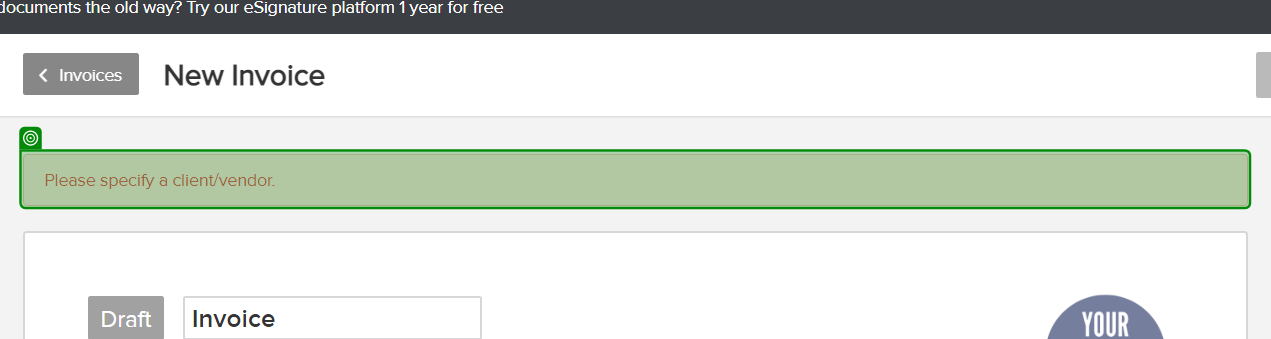 documents the old way? Try our eSignature platform 1 year for free
Invoices
New Invoice
Please specify a client/vendor.
Draft
Invoice
YOUR